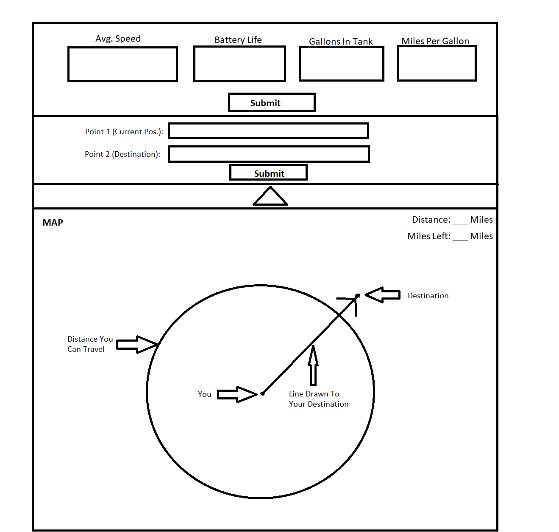 Avg. Speed Battery Life Gallons In Tank Miles Per Gallon
Submit
Point 1 (Current Pos.):
Point 2 (Destination):
Submit
MAP
Distance: ___ Miles
Miles Left: ___ Miles
Destination
Distance You
Can Travel
You
Line Drawn To
Your Destination